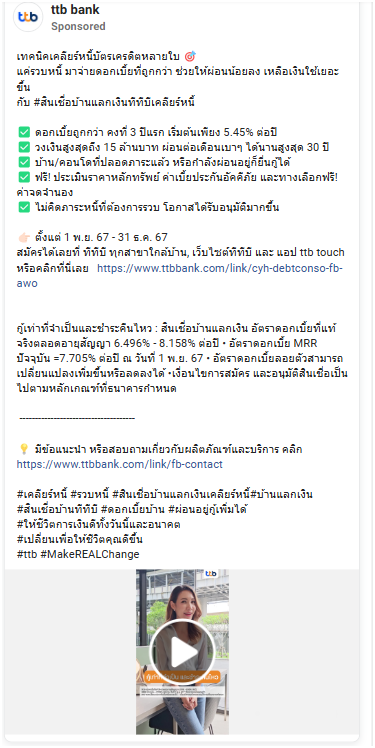 ttb
ttb bank
Sponsored
เทคนิคเคลียร์หนี้บัตรเครดิตหลายใบ 🎯
แค่รวบหนี้ มาจ่ายดอกเบี้ยที่ถูกกว่า ช่วยให้ผ่อนน้อยลง เหลือเงินใช้เยอะ
ขึ้น
กับ #สินเชื่อบ้านแลกเงินทีทีบีเคลียร์หนี้
✅ ดอกเบี้ยถูกกว่า คงที่ 3 ปีแรก เริ่มต้นเพียง 5.45% ต่อปี
✅ วงเงินสูงสุดถึง 15 ล้านบาท ผ่อนต่อเดือนเบาๆ ได้นานสูงสุด 30 ปี
✅ บ้าน/คอนโดที่ปลอดภาระแล้ว หรือกำลังผ่อนอยู่ก็ยื่นกู้ได้
✅ ฟรี! ประเมินราคาหลักทรัพย์ ค่าเบี้ยประกันอัคคีภัย และทางเลือกฟรี!
ค่าจดจำนอง
✅ ไม่คิดภาระหนี้ที่ต้องการรวบ โอกาสได้รับอนุมัติมากขึ้น
👉🏻 ตั้งแต่ 1 พ.ย. 67 - 31 ธ.ค. 67
สมัครได้เลยที่ ทีทีบี ทุกสาขาใกล้บ้าน, เว็บไซต์ทีทีบี และ แอป ttb touch
หรือคลิกที่นี่เลย https://www.ttbbank.com/link/cyh-debtconso-fb-
awo
กู้เท่าที่จำเป็นและชำระคืนไหว : สินเชื่อบ้านแลกเงิน อัตราดอกเบี้ยที่แท้
จริงตลอดอายุสัญญา 6.496% - 8.158% ต่อปี • อัตราดอกเบี้ย MRR
ปัจจุบัน =7.705% ต่อปี ณ วันที่ 1 พ.ย. 67 • อัตราดอกเบี้ยลอยตัวสามารถ
เปลี่ยนแปลงเพิ่มขึ้นหรือลดลงได้ •เงื่อนไขการสมัคร และอนุมัติสินเชื่อเป็น
ไปตามหลักเกณฑ์ที่ธนาคารกำหนด
------------------------------------
💡 มีข้อแนะนำ หรือสอบถามเกี่ยวกับผลิตภัณฑ์และบริการ คลิก
https://www.ttbbank.com/link/fb-contact
#เคลียร์หนี้ #รวบหนี้ #สินเชื่อบ้านแลกเงินเคลียร์หนี้#บ้านแลกเงิน
#สินเชื่อบ้านทีทีบี #ดอกเบี้ยบ้าน #ผ่อนอยู่กู้เพิ่มได้
#ให้ชีวิตการเงินดีทั้งวันนี้และอนาคต
#เปลี่ยนเพื่อให้ชีวิตคุณดีขึ้น
#ttb #MakeREALChange
ttb